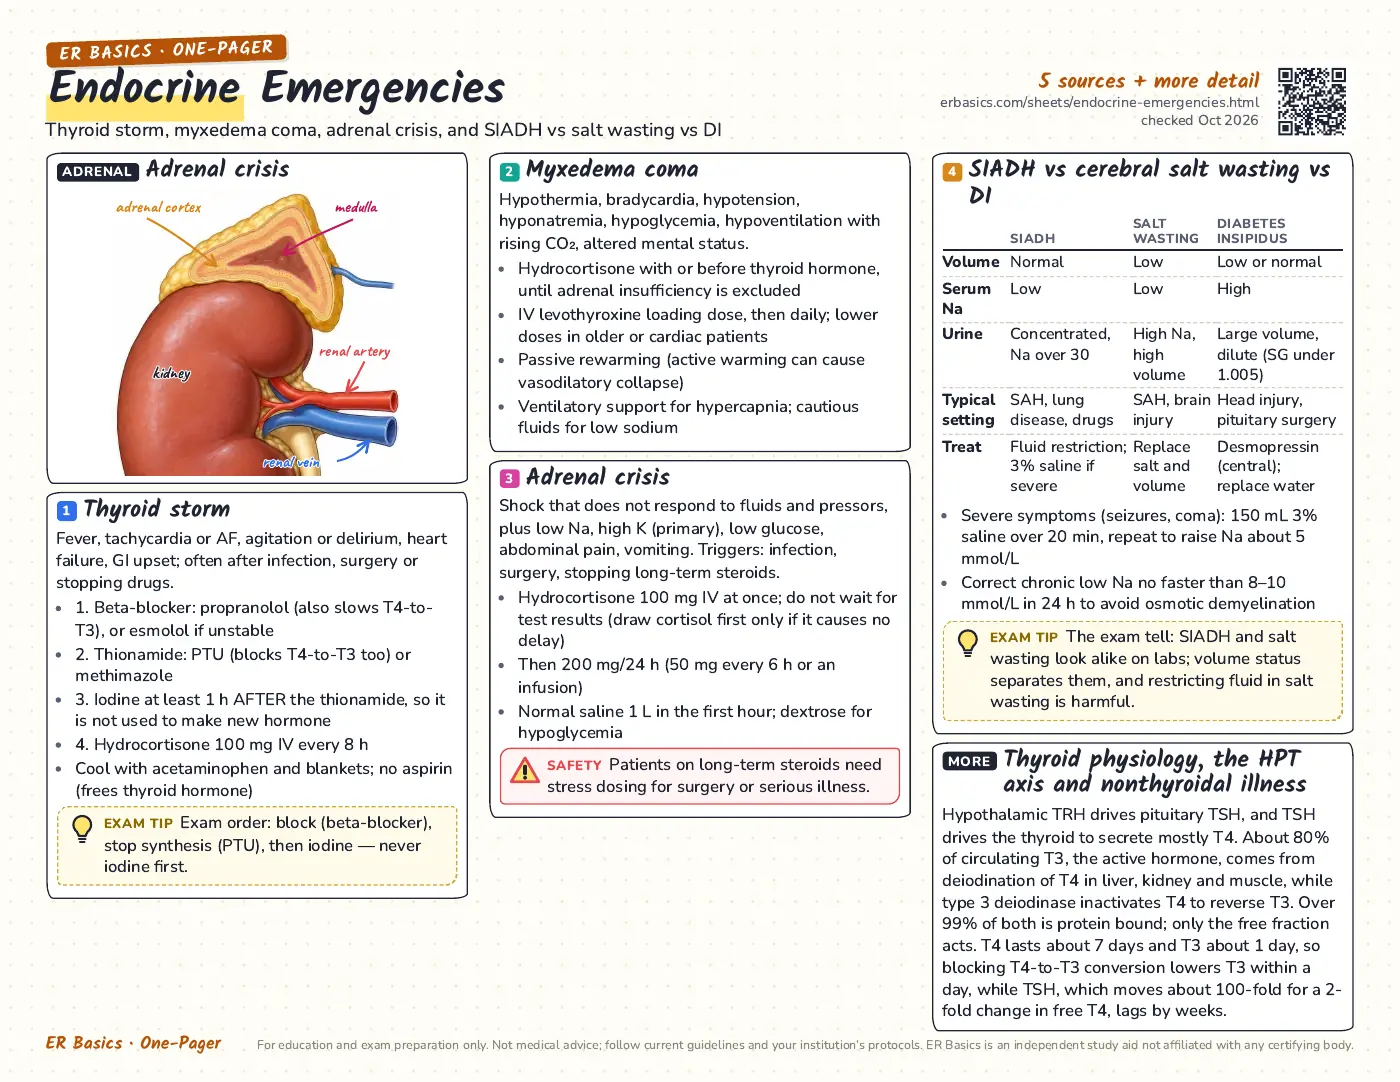 ER BASICS · ONE-PAGER
Endocrine Emergencies
Thyroid storm, myxedema coma, adrenal crisis, and SIADH vs salt wasting vs DI
5 sources + more detail
erbasics.com/sheets/endocrine-emergencies.html
checked Oct 2026
ADRENAL Adrenal crisis
adrenal cortex
medulla
renal artery
kidney
renal vein
1 Thyroid storm
Fever, tachycardia or AF, agitation or delirium, heart
failure, GI upset; often after infection, surgery or
stopping drugs.
• 1. Beta-blocker: propranolol (also slows T4-to-
T3), or esmolol if unstable
• 2. Thionamide: PTU (blocks T4-to-T3 too) or
methimazole
• 3. Iodine at least 1 h AFTER the thionamide, so it
is not used to make new hormone
• 4. Hydrocortisone 100 mg IV every 8 h
• Cool with acetaminophen and blankets; no aspirin
(frees thyroid hormone)
EXAM TIP Exam order: block (beta-blocker),
stop synthesis (PTU), then iodine — never
iodine first.
2 Myxedema coma
Hypothermia, bradycardia, hypotension,
hyponatremia, hypoglycemia, hypoventilation with
rising CO₂, altered mental status.
• Hydrocortisone with or before thyroid hormone,
until adrenal insufficiency is excluded
• IV levothyroxine loading dose, then daily; lower
doses in older or cardiac patients
• Passive rewarming (active warming can cause
vasodilatory collapse)
• Ventilatory support for hypercapnia; cautious
fluids for low sodium
3 Adrenal crisis
Shock that does not respond to fluids and pressors,
plus low Na, high K (primary), low glucose,
abdominal pain, vomiting. Triggers: infection,
surgery, stopping long-term steroids.
• Hydrocortisone 100 mg IV at once; do not wait for
test results (draw cortisol first only if it causes no
delay)
• Then 200 mg/24 h (50 mg every 6 h or an
infusion)
• Normal saline 1 L in the first hour; dextrose for
hypoglycemia
SAFETY Patients on long-term steroids need
stress dosing for surgery or serious illness.
4 SIADH vs cerebral salt wasting vs
DI
SIADH SALT WASTING DIABETES INSIPIDUS
Volume Normal Low Low or normal
Serum Na Low Low High
Urine Concentrated, Na over 30 High Na, high volume Large volume, dilute (SG under 1.005)
Typical setting SAH, lung disease, drugs SAH, brain injury Head injury, pituitary surgery
Treat Fluid restriction; 3% saline if severe Replace salt and volume Desmopressin (central); replace water
• Severe symptoms (seizures, coma): 150 mL 3%
saline over 20 min, repeat to raise Na about 5
mmol/L
• Correct chronic low Na no faster than 8–10
mmol/L in 24 h to avoid osmotic demyelination
EXAM TIP The exam tell: SIADH and salt
wasting look alike on labs; volume status
separates them, and restricting fluid in salt
wasting is harmful.
MORE Thyroid physiology, the HPT
axis and nonthyroidal illness
Hypothalamic TRH drives pituitary TSH, and TSH
drives the thyroid to secrete mostly T4. About 80%
of circulating T3, the active hormone, comes from
deiodination of T4 in liver, kidney and muscle, while
type 3 deiodinase inactivates T4 to reverse T3. Over
99% of both is protein bound; only the free fraction
acts. T4 lasts about 7 days and T3 about 1 day, so
blocking T4-to-T3 conversion lowers T3 within a
day, while TSH, which moves about 100-fold for a 2-
fold change in free T4, lags by weeks.
ER Basics · One-Pager
For education and exam preparation only. Not medical advice; follow current guidelines and your institution's protocols. ER Basics is an independent study aid not affiliated with any certifying body.